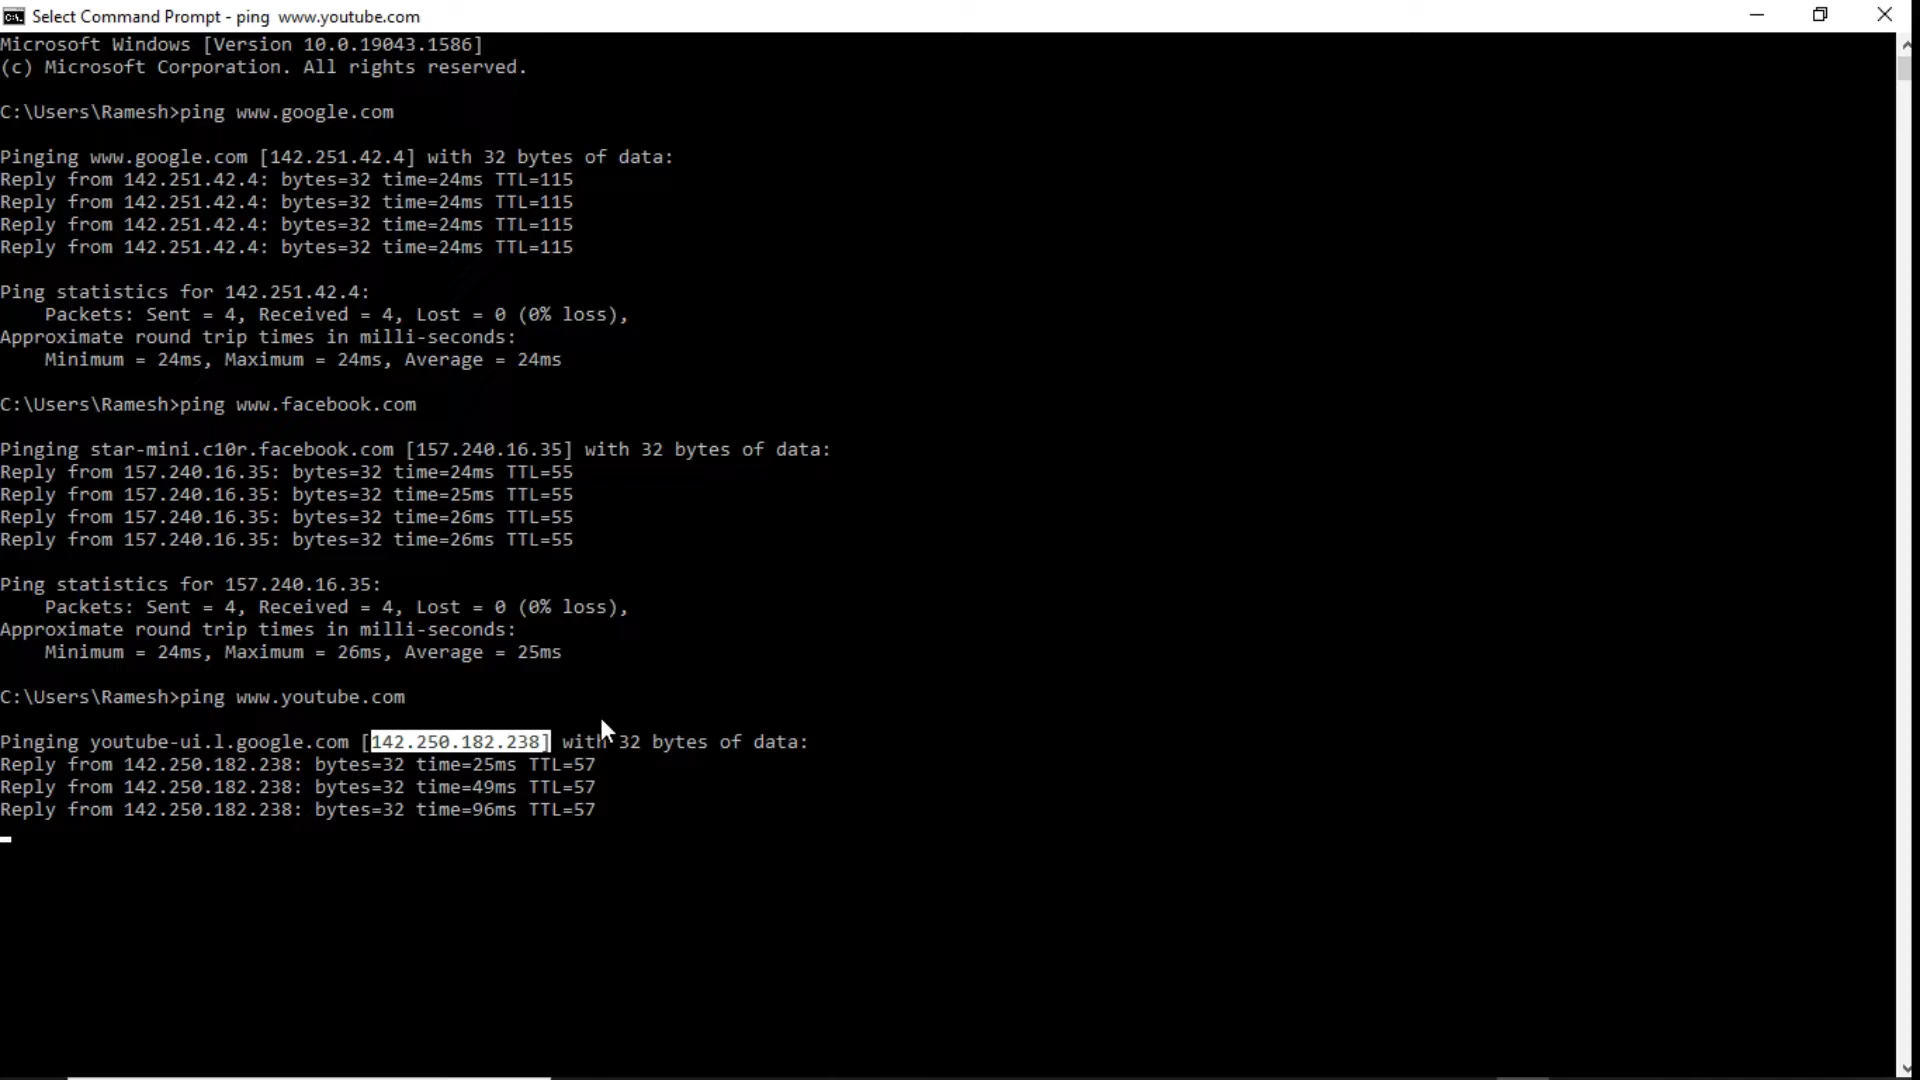 Select Command Prompt - ping  www.youtube.com
Microsoft Windows [Version 10.0.19043.1586]
(c) Microsoft Corporation. All rights reserved.
C:\Users\Ramesh>ping www.google.com
Pinging www.google.com [142.251.42.4] with 32 bytes of data:
Reply from 142.251.42.4: bytes=32 time=24ms TTL=115
Reply from 142.251.42.4: bytes=32 time=24ms TTL=115
Reply from 142.251.42.4: bytes=32 time=24ms TTL=115
Reply from 142.251.42.4: bytes=32 time=24ms TTL=115
Ping statistics for 142.251.42.4:
    Packets: Sent = 4, Received = 4, Lost = 0 (0% loss),
Approximate round trip times in milli-seconds:
    Minimum = 24ms, Maximum = 24ms, Average = 24ms
C:\Users\Ramesh>ping www.facebook.com
Pinging star-mini.c10r.facebook.com [157.240.16.35] with 32 bytes of data:
Reply from 157.240.16.35: bytes=32 time=24ms TTL=55
Reply from 157.240.16.35: bytes=32 time=25ms TTL=55
Reply from 157.240.16.35: bytes=32 time=26ms TTL=55
Reply from 157.240.16.35: bytes=32 time=26ms TTL=55
Ping statistics for 157.240.16.35:
    Packets: Sent = 4, Received = 4, Lost = 0 (0% loss),
Approximate round trip times in milli-seconds:
    Minimum = 24ms, Maximum = 26ms, Average = 25ms
C:\Users\Ramesh>ping www.youtube.com
Pinging youtube-ui.l.google.com [142.250.182.238] with 32 bytes of data:
Reply from 142.250.182.238: bytes=32 time=25ms TTL=57
Reply from 142.250.182.238: bytes=32 time=49ms TTL=57
Reply from 142.250.182.238: bytes=32 time=96ms TTL=57